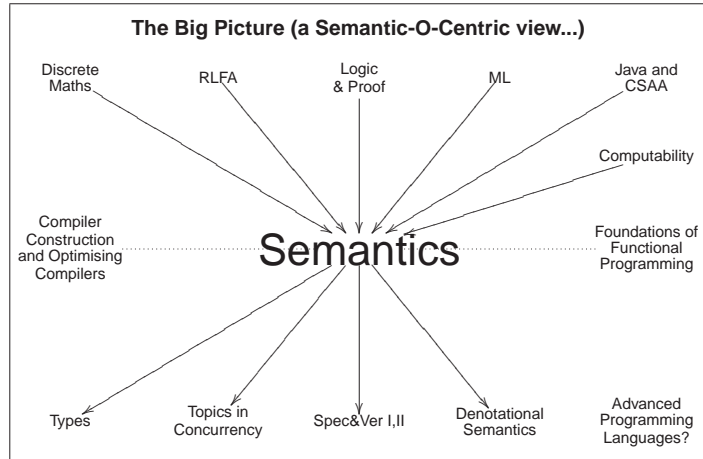 The Big Picture (a Semantic-O-Centric view...)
Discrete
Maths
RLFA
Logic
& Proof
ML
Java and
CSAA
Computability
Compiler
Construction
and Optimising
Compilers
Semantics
Foundations of
Functional
Programming
Types
Topics in
Concurrency
Spec&Ver I,II
Denotational
Semantics
Advanced
Programming
Languages?